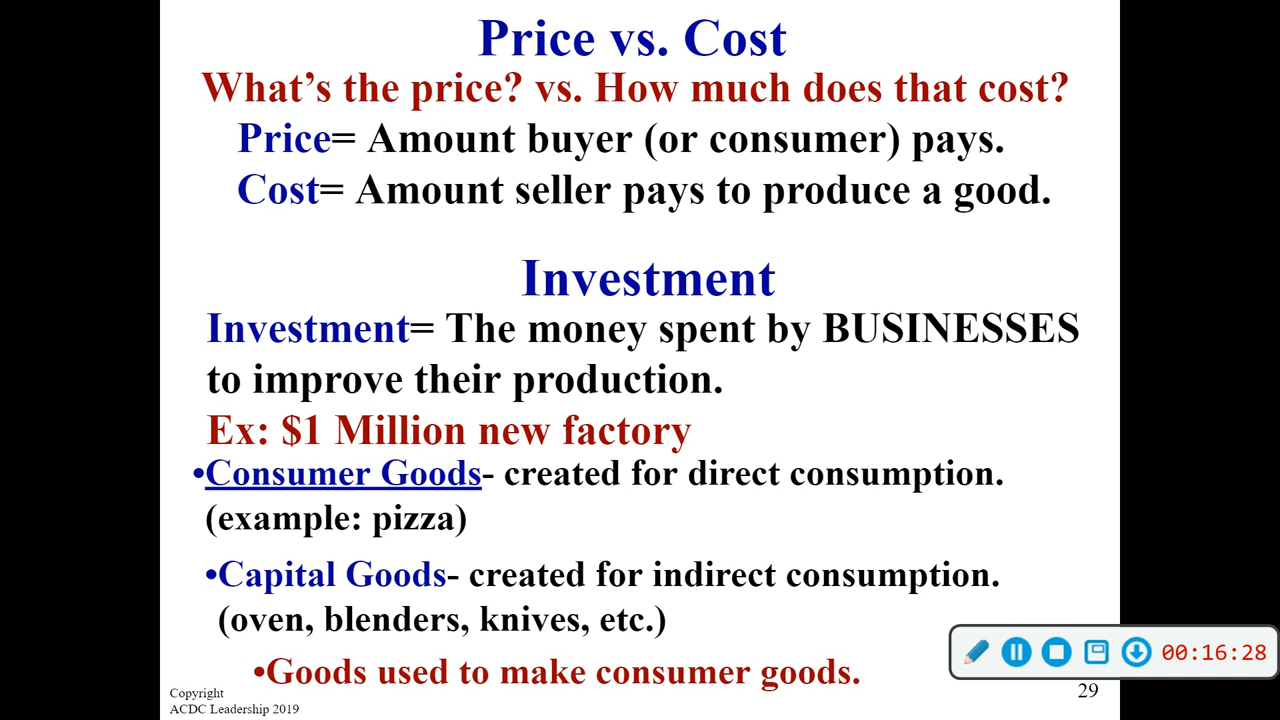 Price vs. Cost
What’s the price? vs. How much does that cost?
Price= Amount buyer (or consumer) pays.
Cost= Amount seller pays to produce a good.
Investment
Investment= The money spent by BUSINESSES
to improve their production.
Ex: $1 Million new factory
•Consumer Goods- created for direct consumption.
(example: pizza)
•Capital Goods- created for indirect consumption.
(oven, blenders, knives, etc.)
•Goods used to make consumer goods.
00:16:28
Copyright
ACDC Leadership 2019
29